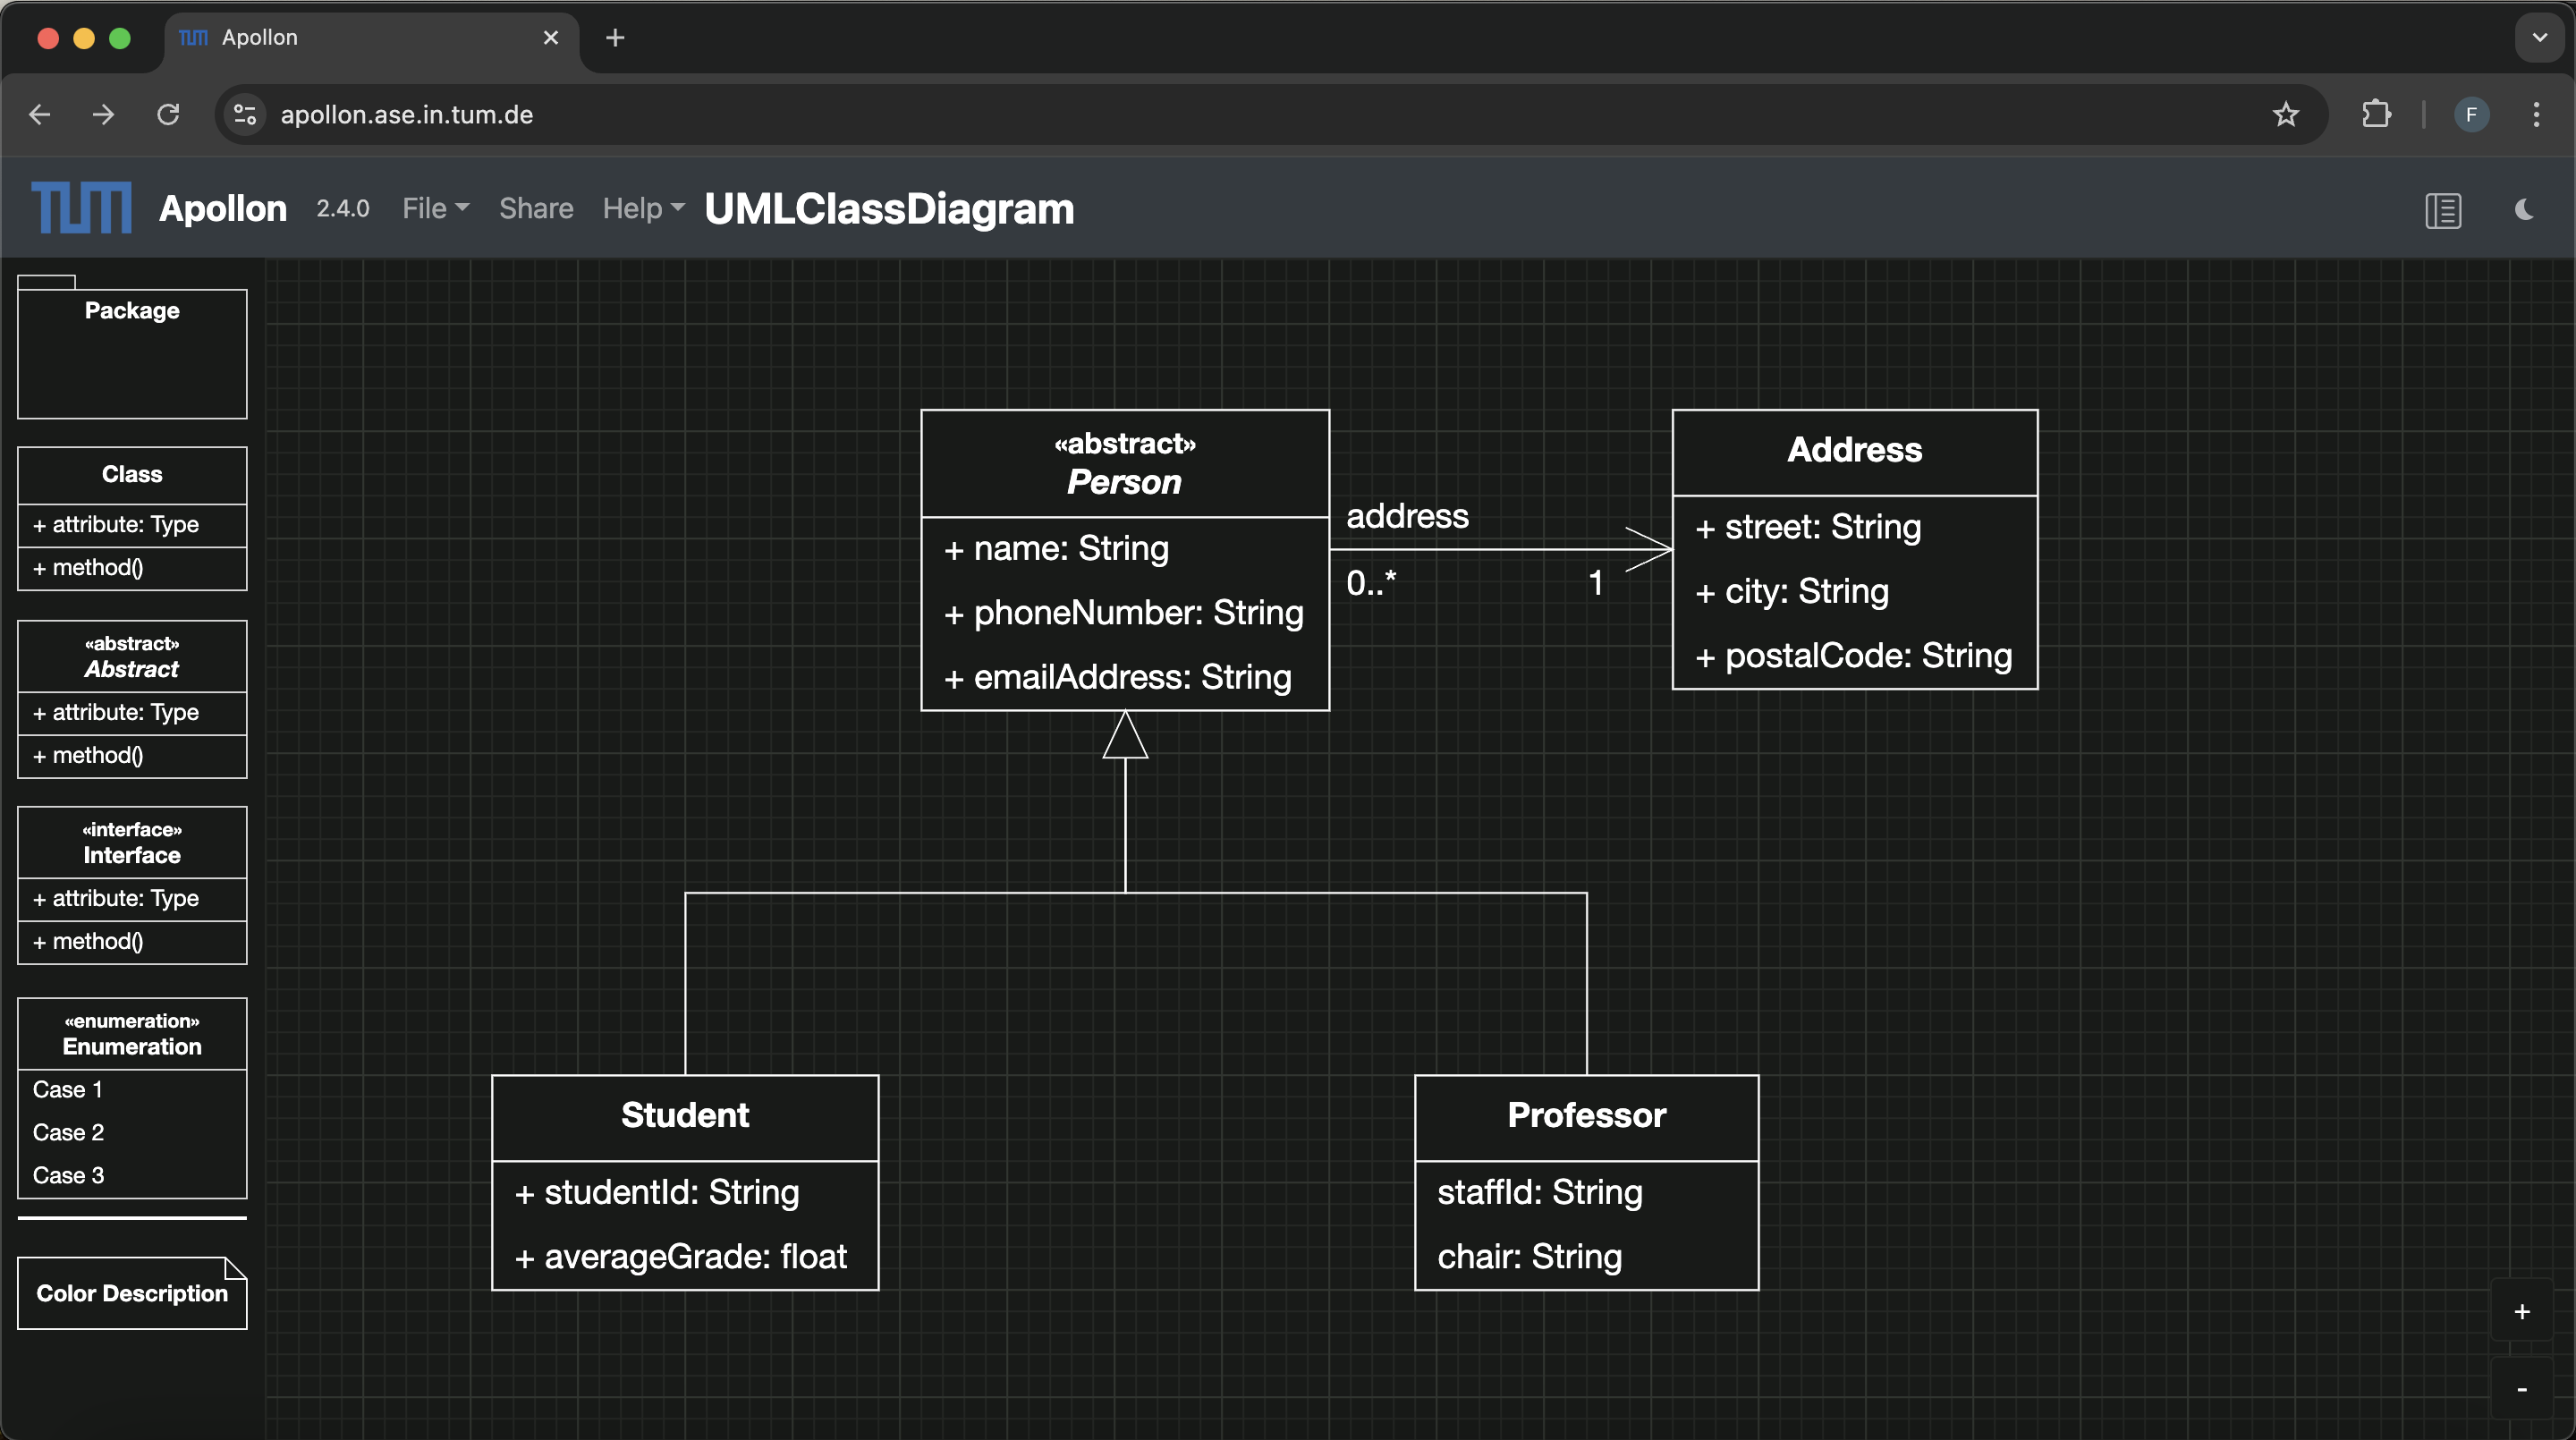 TUM Apollon
apollon.ase.in.tum.de
F
TUM Apollon 2.4.0 File Share Help UMLClassDiagram
Package
Class
+ attribute: Type
+ method()
«abstract»
Abstract
+ attribute: Type
+ method()
«interface»
Interface
+ attribute: Type
+ method()
«enumeration»
Enumeration
Case 1
Case 2
Case 3
Color Description
«abstract»
Person
+ name: String
+ phoneNumber: String
+ emailAddress: String
address
0..* 1
Address
+ street: String
+ city: String
+ postalCode: String
Student
+ studentId: String
+ averageGrade: float
Professor
staffId: String
chair: String
+
-